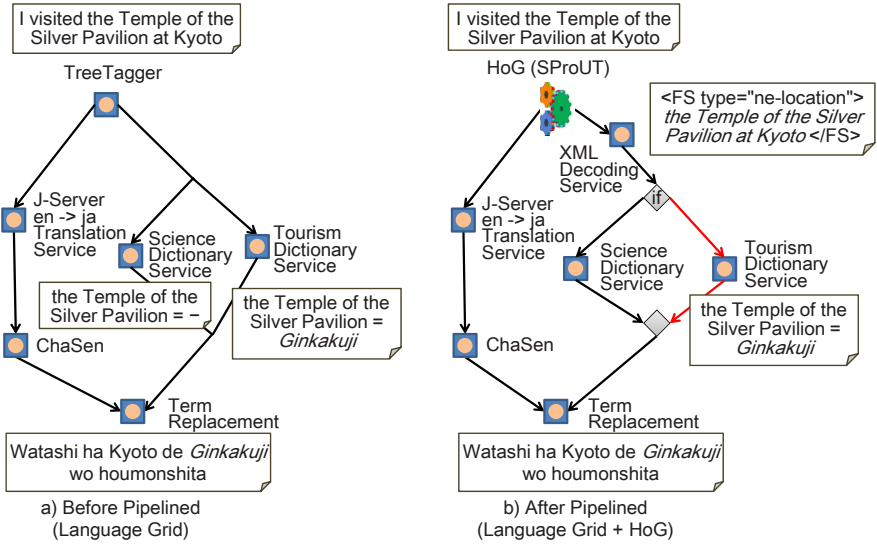 I visited the Temple of the
Silver Pavilion at Kyoto
TreeTagger
J-Server
en -> ja
Translation
Service
Science
Dictionary
Service
Tourism
Dictionary
Service
the Temple of the
Silver Pavilion = –
the Temple of the
Silver Pavilion =
Ginkakuji
ChaSen
Term
Replacement
Watashi ha Kyoto de Ginkakuji
wo houmonshita
a) Before Pipelined
(Language Grid)
I visited the Temple of the
Silver Pavilion at Kyoto
HoG (SProUT)
<FS type="ne-location">
the Temple of the Silver
Pavilion at Kyoto </FS>
XML
Decoding
Service
if
J-Server
en -> ja
Translation
Service
Science
Dictionary
Service
Tourism
Dictionary
Service
the Temple of the
Silver Pavilion =
Ginkakuji
ChaSen
Term
Replacement
Watashi ha Kyoto de Ginkakuji
wo houmonshita
b) After Pipelined
(Language Grid + HoG)